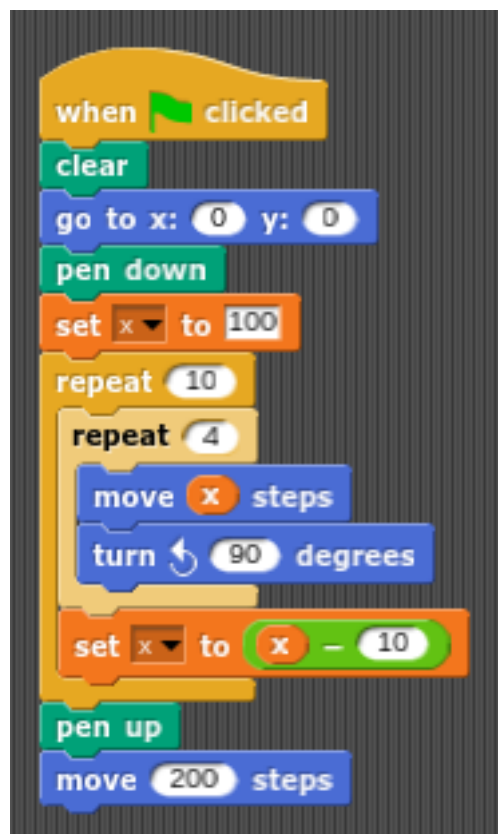 when clicked
clear
go to x: 0 y: 0
pen down
set x to 100
repeat 10
repeat 4
move x steps
turn 90 degrees
set x to x - 10
pen up
move 200 steps